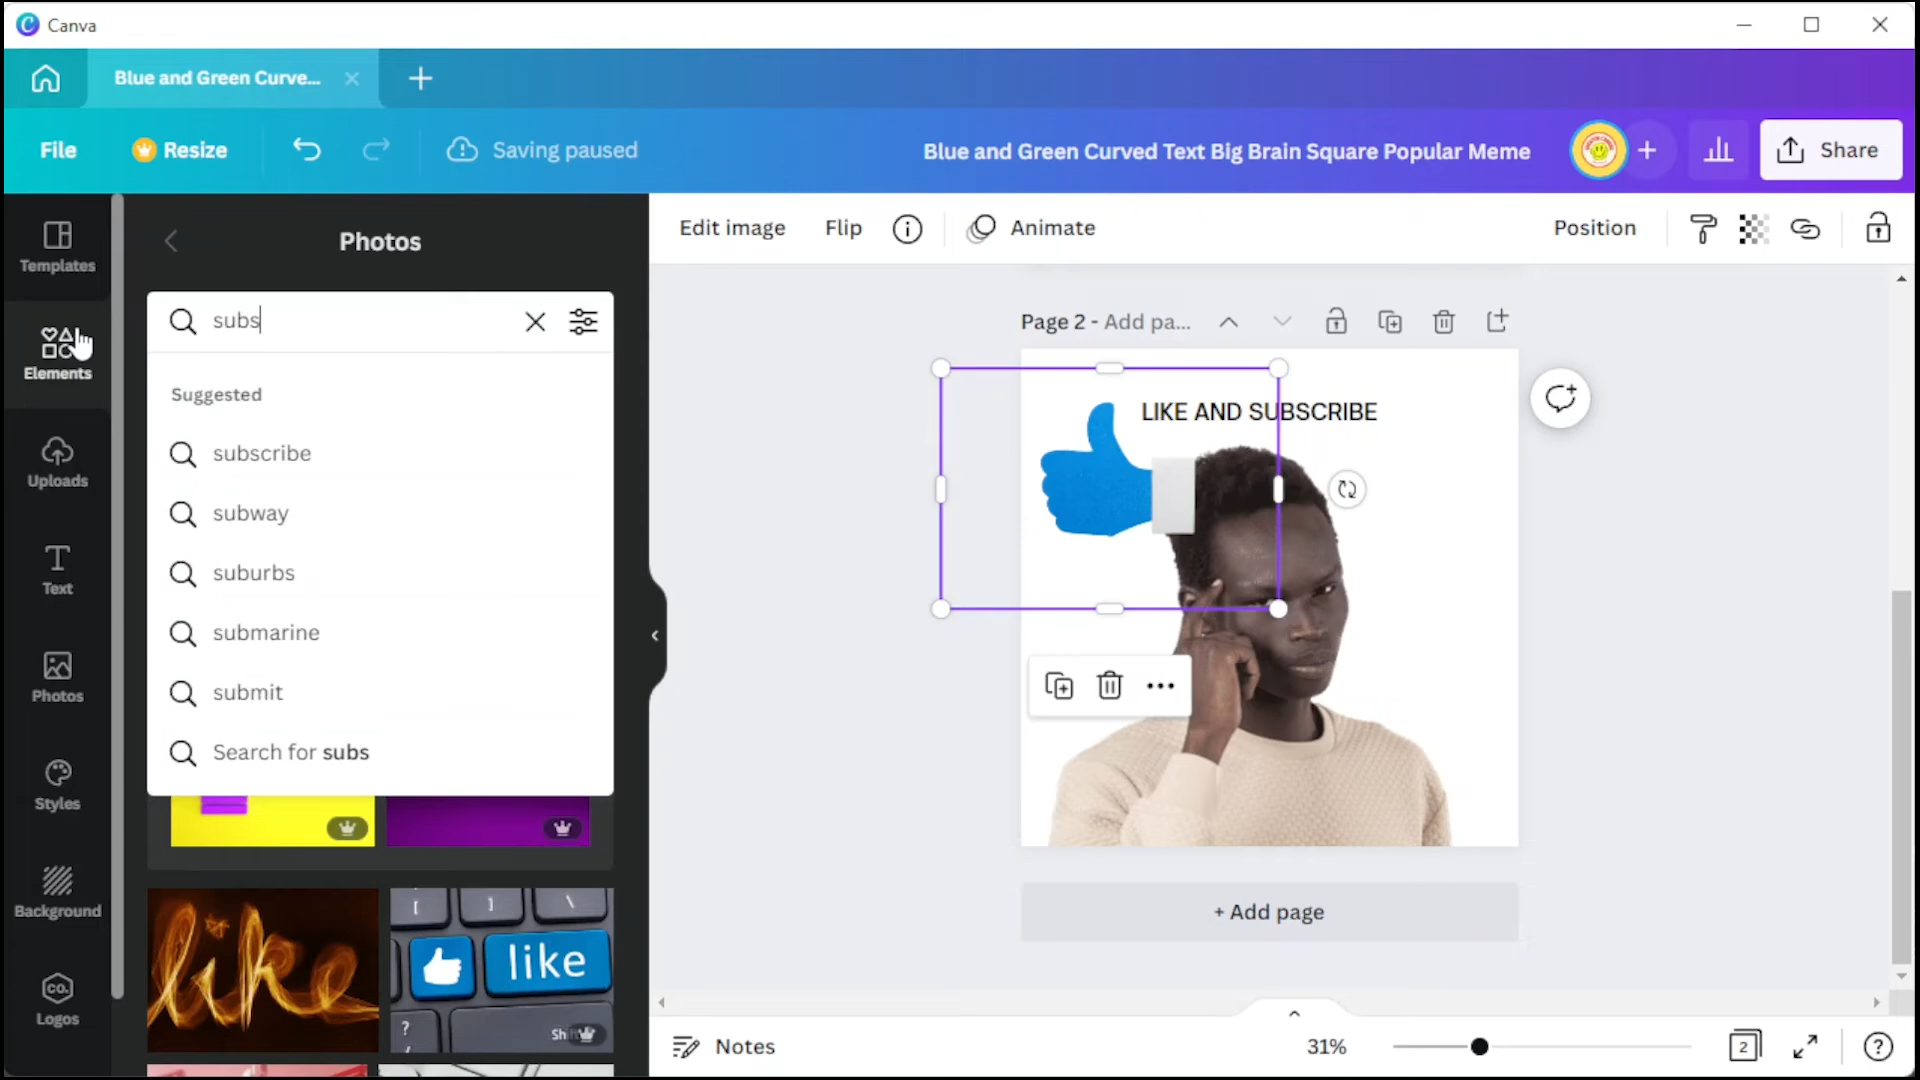 Canva
Blue and Green Curve...
File
Resize
Saving paused
Blue and Green Curved Text Big Brain Square Popular Meme
Share
Templates
Elements
Uploads
Text
Photos
Styles
Background
CO.
Logos
Photos
subs
Suggested
subscribe
subway
suburbs
submarine
submit
Search for subs
like
[
]
\
like
?
Edit image
Flip
Animate
Position
Page 2 - Add pa...
LIKE AND SUBSCRIBE
+ Add page
Notes
31%
2
?